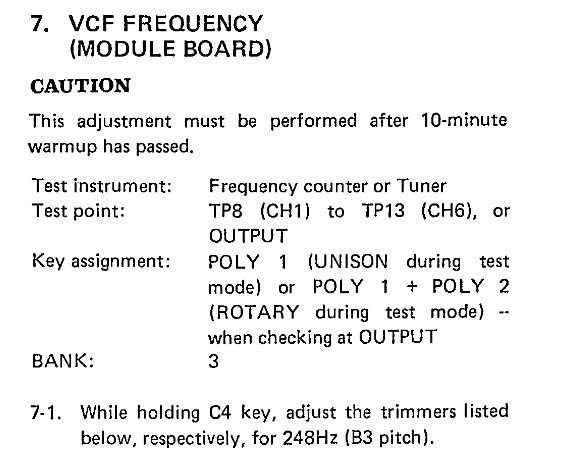 7. VCF FREQUENCY
(MODULE BOARD)
CAUTION
This adjustment must be performed after 10-minute
warmup has passed.
Test instrument: Frequency counter or Tuner
Test point: TP8 (CH1) to TP13 (CH6), or
OUTPUT
Key assignment: POLY 1 (UNISON during test
mode) or POLY 1 + POLY 2
(ROTARY during test mode) --
when checking at OUTPUT
BANK: 3
7-1. While holding C4 key, adjust the trimmers listed
below, respectively, for 248Hz (B3 pitch).